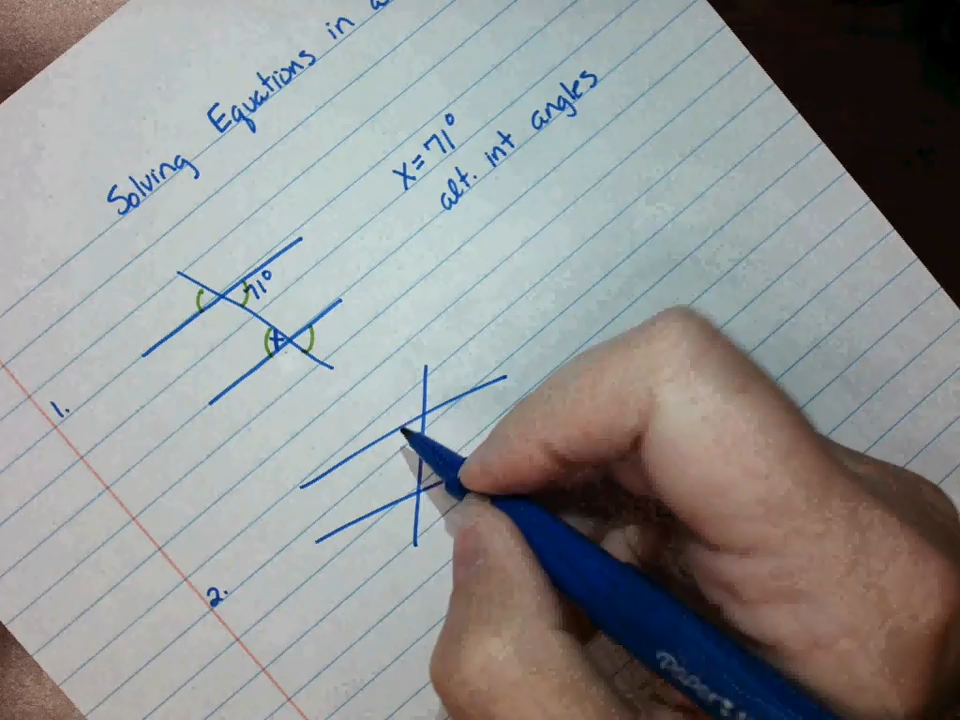 Solving Equations in
x = 71°
alt. int angles
71°
x
1.
2.